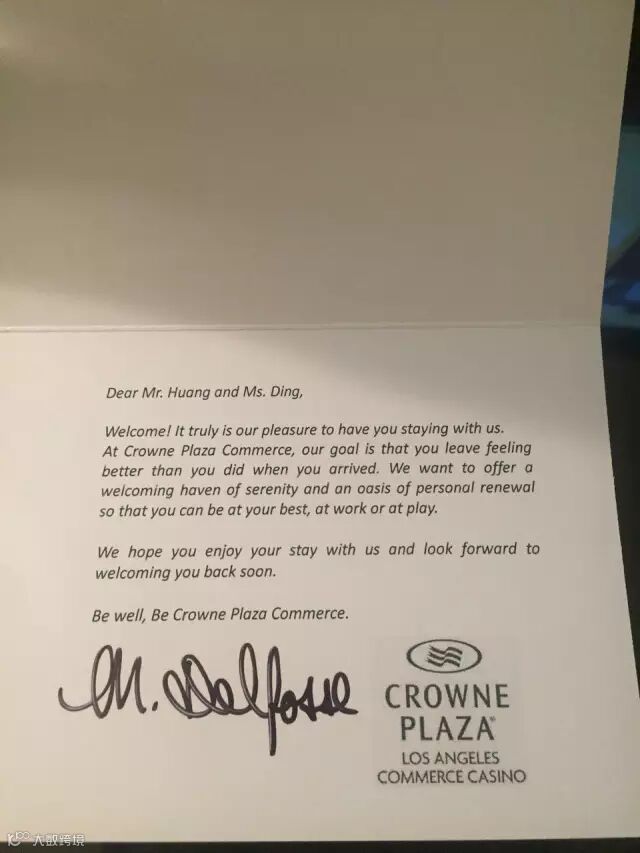 Dear Mr. Huang and Ms. Ding,
Welcome! It truly is our pleasure to have you staying with us.
At Crowne Plaza Commerce, our goal is that you leave feeling
better than you did when you arrived. We want to offer a
welcoming haven of serenity and an oasis of personal renewal
so that you can be at your best, at work or at play.
We hope you enjoy your stay with us and look forward to
welcoming you back soon.
Be well, Be Crowne Plaza Commerce.
M. Delfosse
CROWNE
PLAZA®
LOS ANGELES
COMMERCE CASINO
大数跨境